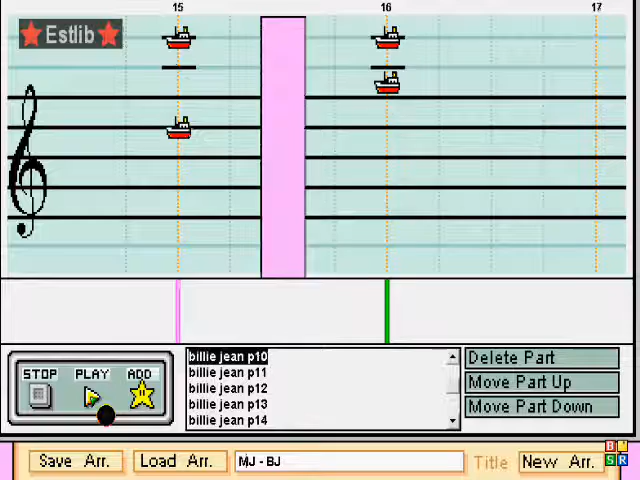 15 16 17
Estlib
STOP PLAY ADD
billie jean p10
billie jean p11
billie jean p12
billie jean p13
billie jean p14
Delete Part
Move Part Up
Move Part Down
Save Arr. Load Arr. MJ - BJ Title New Arr.
B
S R